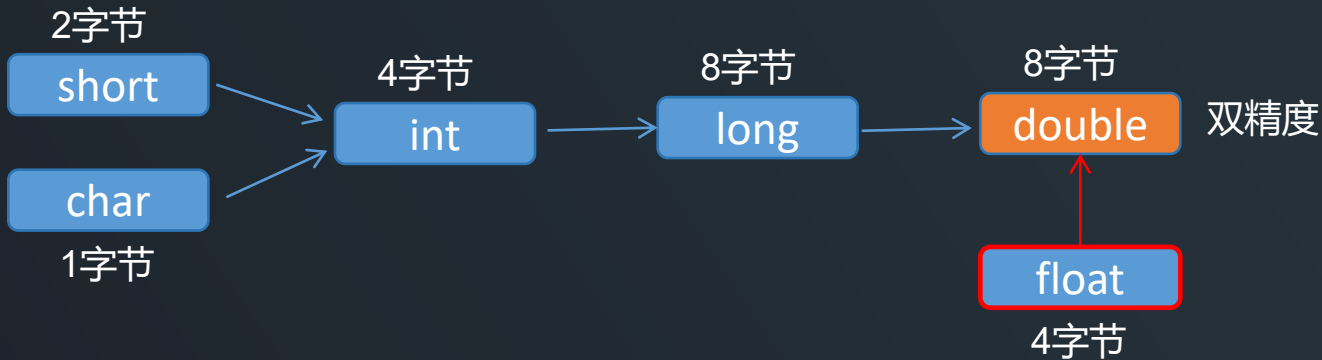 2字节
short
4字节
int
8字节
long
8字节
double
双精度
char
1字节
float
4字节